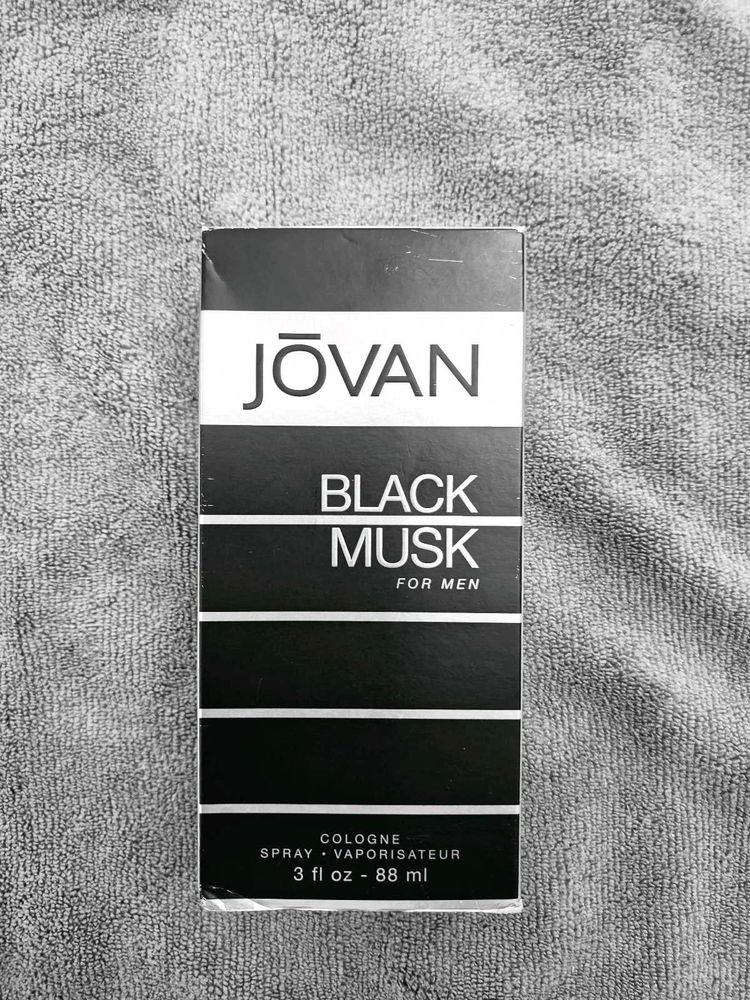 JŌVAN
BLACK
MUSK
FOR MEN
COLOGNE
SPRAY • VAPORISATEUR
3 fl oz - 88 ml